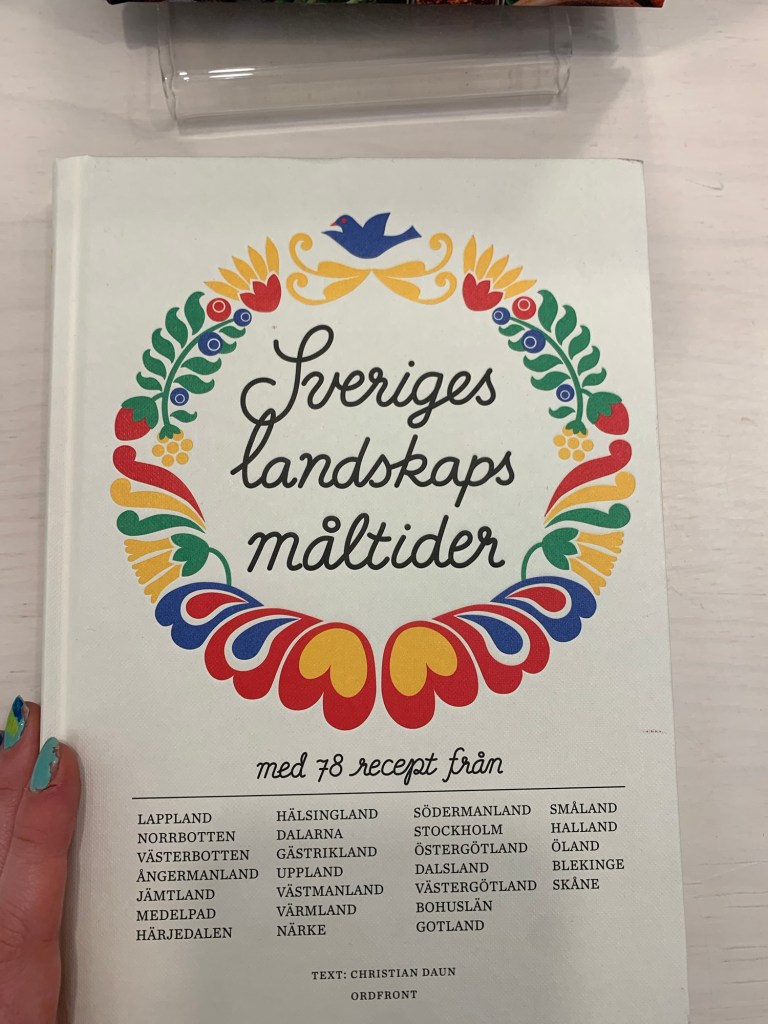 Sveriges
landskaps
måltider
med 78 recept från
LAPPLAND
NORRBOTTEN
VÄSTERBOTTEN
ÅNGERMANLAND
JÄMTLAND
MEDELPAD
HÄRJEDALEN
HÄLSINGLAND
DALARNA
GÄSTRIKLAND
UPPLAND
VÄSTMANLAND
VÄRMLAND
NÄRKE
SÖDERMANLAND
STOCKHOLM
ÖSTERGÖTLAND
DALSLAND
VÄSTERGÖTLAND
BOHUSLÄN
GOTLAND
SMÅLAND
HALLAND
ÖLAND
BLEKINGE
SKÅNE
TEXT: CHRISTIAN DAUN
ORDFRONT